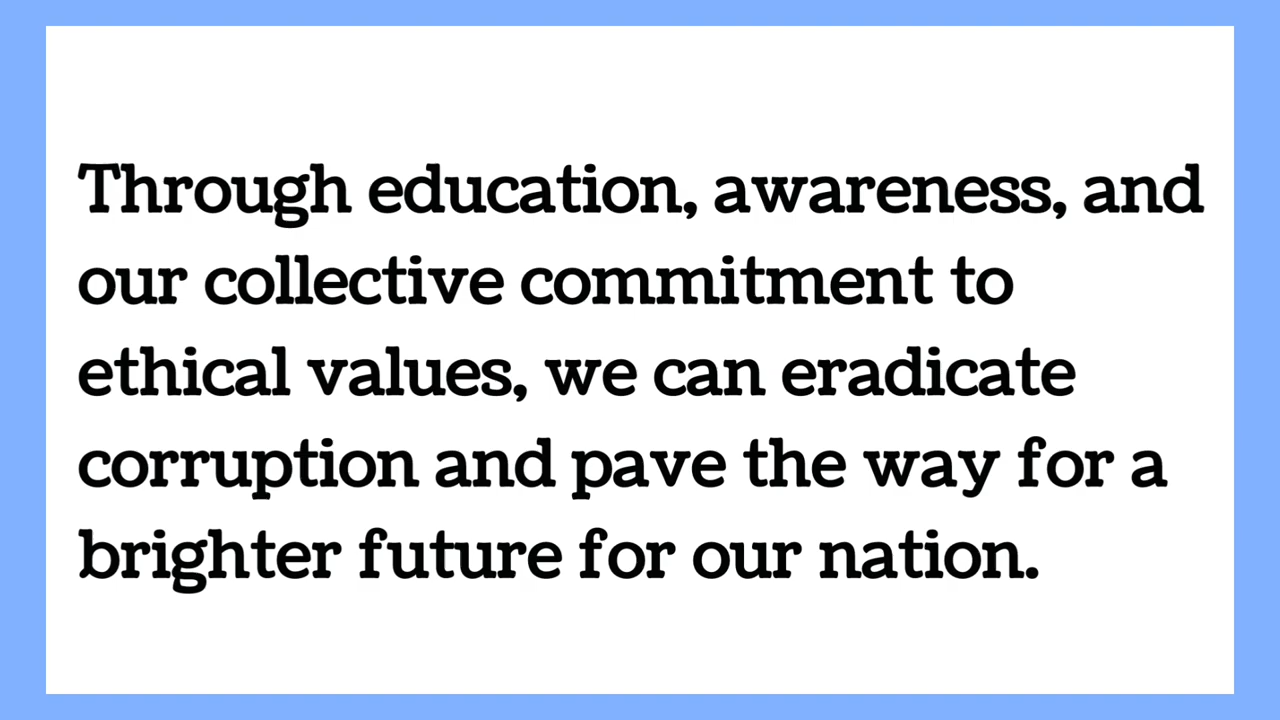 Through education, awareness, and
our collective commitment to
ethical values, we can eradicate
corruption and pave the way for a
brighter future for our nation.